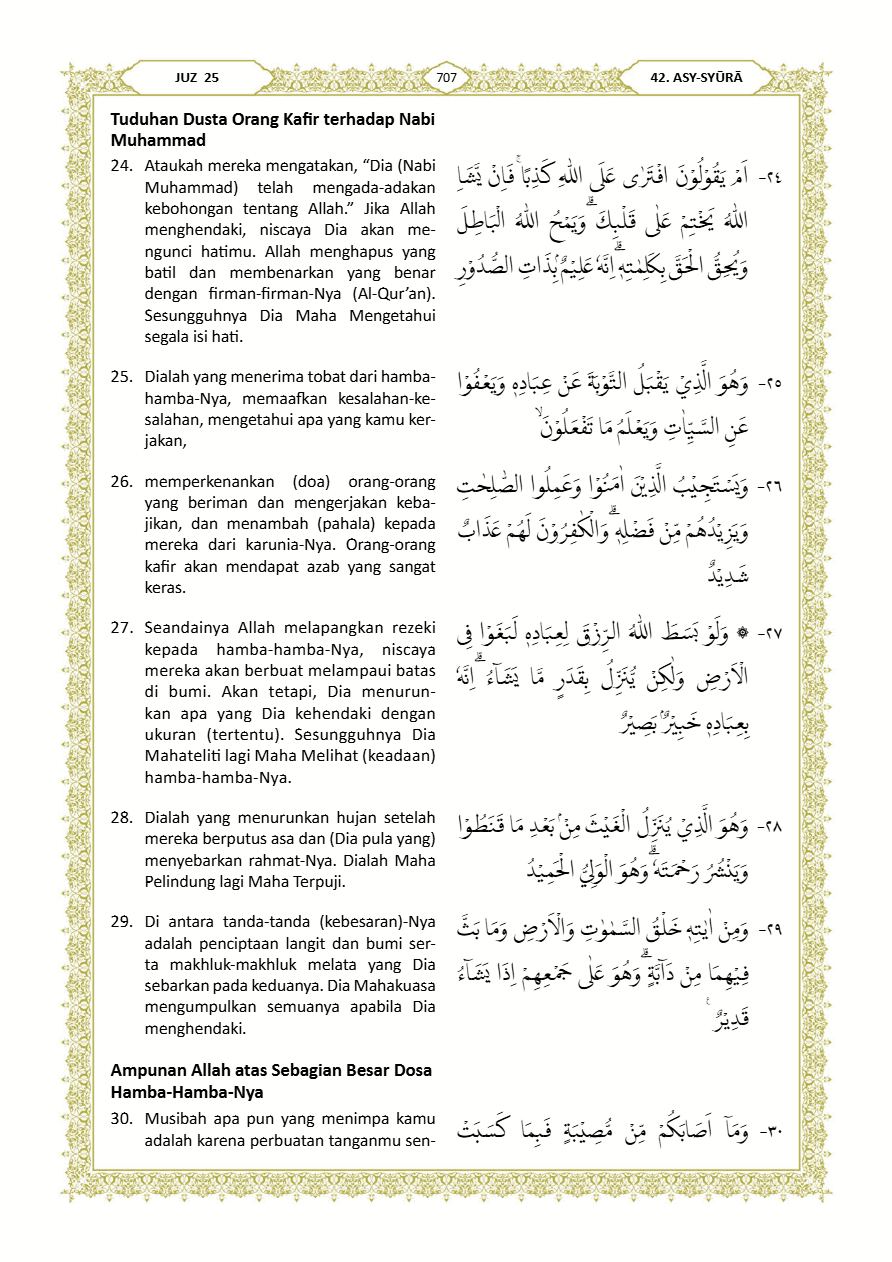 JUZ 25
707
42. ASY-SYŪRĀ
Tuduhan Dusta Orang Kafir terhadap Nabi
Muhammad
24. Ataukah mereka mengatakan, “Dia (Nabi
Muhammad) telah mengada-adakan
kebohongan tentang Allah.” Jika Allah
menghendaki, niscaya Dia akan me-
ngunci hatimu. Allah menghapus yang
batil dan membenarkan yang benar
dengan firman-firman-Nya (Al-Qur’an).
Sesungguhnya Dia Maha Mengetahui
segala isi hati.
٢٤- اَمْ يَقُوْلُوْنَ افْتَرٰى عَلَى اللّٰهِ كَذِبًاۚ فَاِنْ يَّشَاِ
اللّٰهُ يَخْتِمْ عَلٰى قَلْبِكَ ۗوَيَمْحُ اللّٰهُ الْبَاطِلَ
وَيُحِقُّ الْحَقَّ بِكَلِمٰتِهٖ ۗاِنَّهٗ عَلِيْمٌ ۢبِذَاتِ الصُّدُوْرِ
25. Dialah yang menerima tobat dari hamba-
hamba-Nya, memaafkan kesalahan-ke-
salahan, mengetahui apa yang kamu ker-
jakan,
٢٥- وَهُوَ الَّذِيْ يَقْبَلُ التَّوْبَةَ عَنْ عِبَادِهٖ وَيَعْفُوْا
عَنِ السَّيِّاٰتِ وَيَعْلَمُ مَا تَفْعَلُوْنَۙ
26. memperkenankan (doa) orang-orang
yang beriman dan mengerjakan keba-
jikan, dan menambah (pahala) kepada
mereka dari karunia-Nya. Orang-orang
kafir akan mendapat azab yang sangat
keras.
٢٦- وَيَسْتَجِيْبُ الَّذِيْنَ اٰمَنُوْا وَعَمِلُوا الصّٰلِحٰتِ
وَيَزِيْدُهُمْ مِّنْ فَضْلِهٖ ۗوَالْكٰفِرُوْنَ لَهُمْ عَذَابٌ
شَدِيْدٌ
27. Seandainya Allah melapangkan rezeki
kepada hamba-hamba-Nya, niscaya
mereka akan berbuat melampaui batas
di bumi. Akan tetapi, Dia menurun-
kan apa yang Dia kehendaki dengan
ukuran (tertentu). Sesungguhnya Dia
Mahateliti lagi Maha Melihat (keadaan)
hamba-hamba-Nya.
٢٧- ۞ وَلَوْ بَسَطَ اللّٰهُ الرِّزْقَ لِعِبَادِهٖ لَبَغَوْا فِى
الْاَرْضِ وَلٰكِنْ يُّنَزِّلُ بِقَدَرٍ مَّا يَشَاۤءُ ۗاِنَّهٗ
بِعِبَادِهٖ خَبِيْرٌۢ بَصِيْرٌ
28. Dialah yang menurunkan hujan setelah
mereka berputus asa dan (Dia pula yang)
menyebarkan rahmat-Nya. Dialah Maha
Pelindung lagi Maha Terpuji.
٢٨- وَهُوَ الَّذِيْ يُنَزِّلُ الْغَيْثَ مِنْۢ بَعْدِ مَا قَنَطُوْا
وَيَنْشُرُ رَحْمَتَهٗ ۗوَهُوَ الْوَلِيُّ الْحَمِيْدُ
29. Di antara tanda-tanda (kebesaran)-Nya
adalah penciptaan langit dan bumi ser-
ta makhluk-makhluk melata yang Dia
sebarkan pada keduanya. Dia Mahakuasa
mengumpulkan semuanya apabila Dia
menghendaki.
٢٩- وَمِنْ اٰيٰتِهٖ خَلْقُ السَّمٰوٰتِ وَالْاَرْضِ وَمَا بَثَّ
فِيْهِمَا مِنْ دَاۤبَّةٍ ۗوَهُوَ عَلٰى جَمْعِهِمْ اِذَا يَشَاۤءُ
قَدِيْرٌ ۚ
Ampunan Allah atas Sebagian Besar Dosa
Hamba-Hamba-Nya
30. Musibah apa pun yang menimpa kamu
adalah karena perbuatan tanganmu sen-
٣٠- وَمَآ اَصَابَكُمْ مِّنْ مُّصِيْبَةٍ فَبِمَا كَسَبَتْ